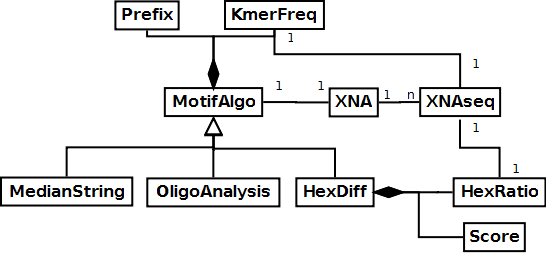 Prefix
KmerFreq
1
1
MotifAlgo
1
1
XNA
1
n
XNAseq
1
1
MedianString
OligoAnalysis
HexDiff
HexRatio
Score